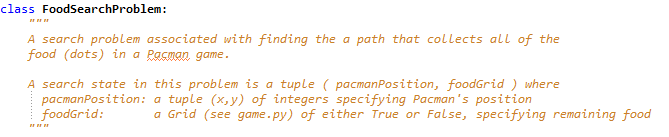 class FoodSearchProblem:
"""
A search problem associated with finding the a path that collects all of the
food (dots) in a Pacman game.
A search state in this problem is a tuple ( pacmanPosition, foodGrid ) where
pacmanPosition: a tuple (x,y) of integers specifying Pacman's position
foodGrid:       a Grid (see game.py) of either True or False, specifying remaining food
"""